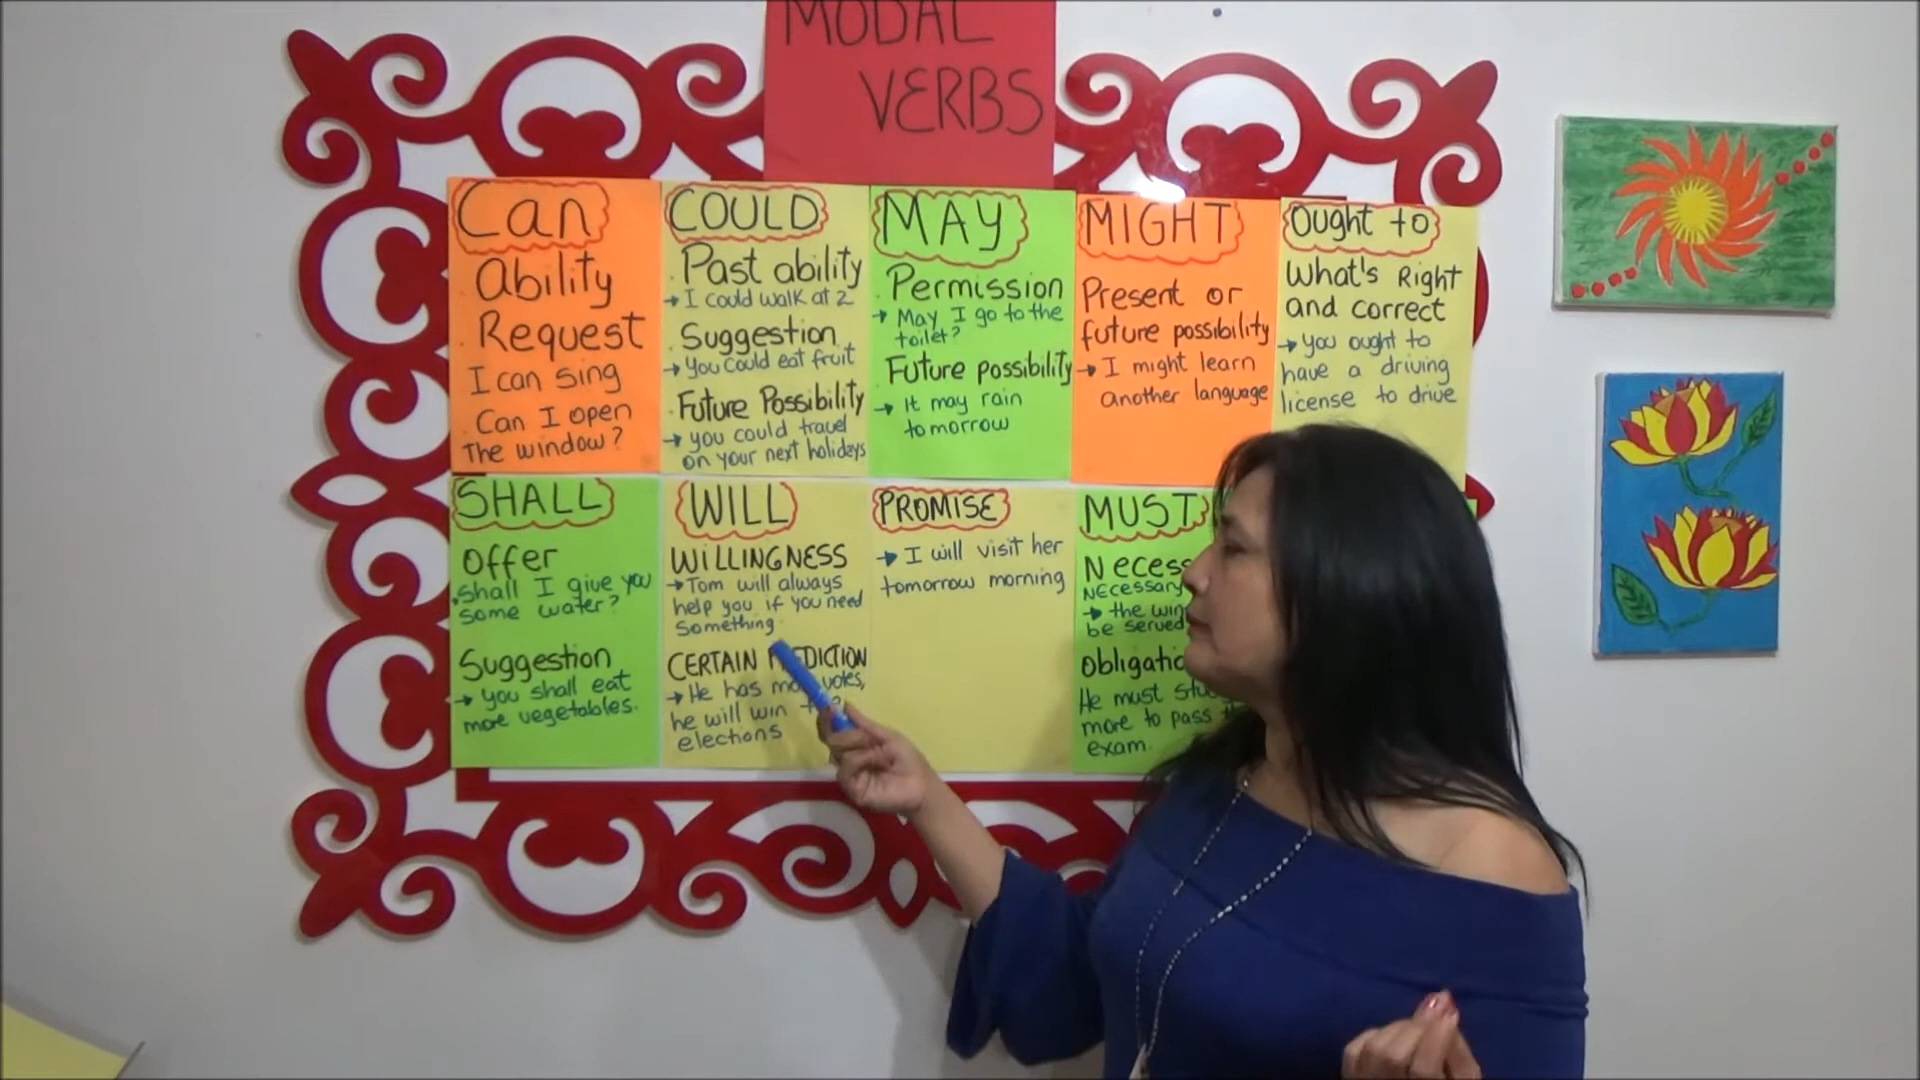 MODAL
VERBS
Can
Ability
Request
I can sing
Can I open
the window?
COULD
Past ability
→ I could walk at 2
Suggestion
→ You could eat fruit
Future Possibility
→ you could travel
on your next holidays
MAY
Permission
→ May I go to the
toilet?
Future possibility
→ It may rain
tomorrow
MIGHT
Present or
future possibility
→ I might learn
another language
Ought to
What's Right
and correct
→ you ought to
have a driving
license to drive
SHALL
Offer
Shall I give you
some water?
Suggestion
→ you shall eat
more vegetables.
WILL
WILLINGNESS
→ Tom will always
help you if you need
something
CERTAIN
→ He has votes,
he will win
elections
PROMISE
→ I will visit her
tomorrow morning
MUST
Necess
Necessary
→ the
be served
Obligatio
He must
more to pass
exam.